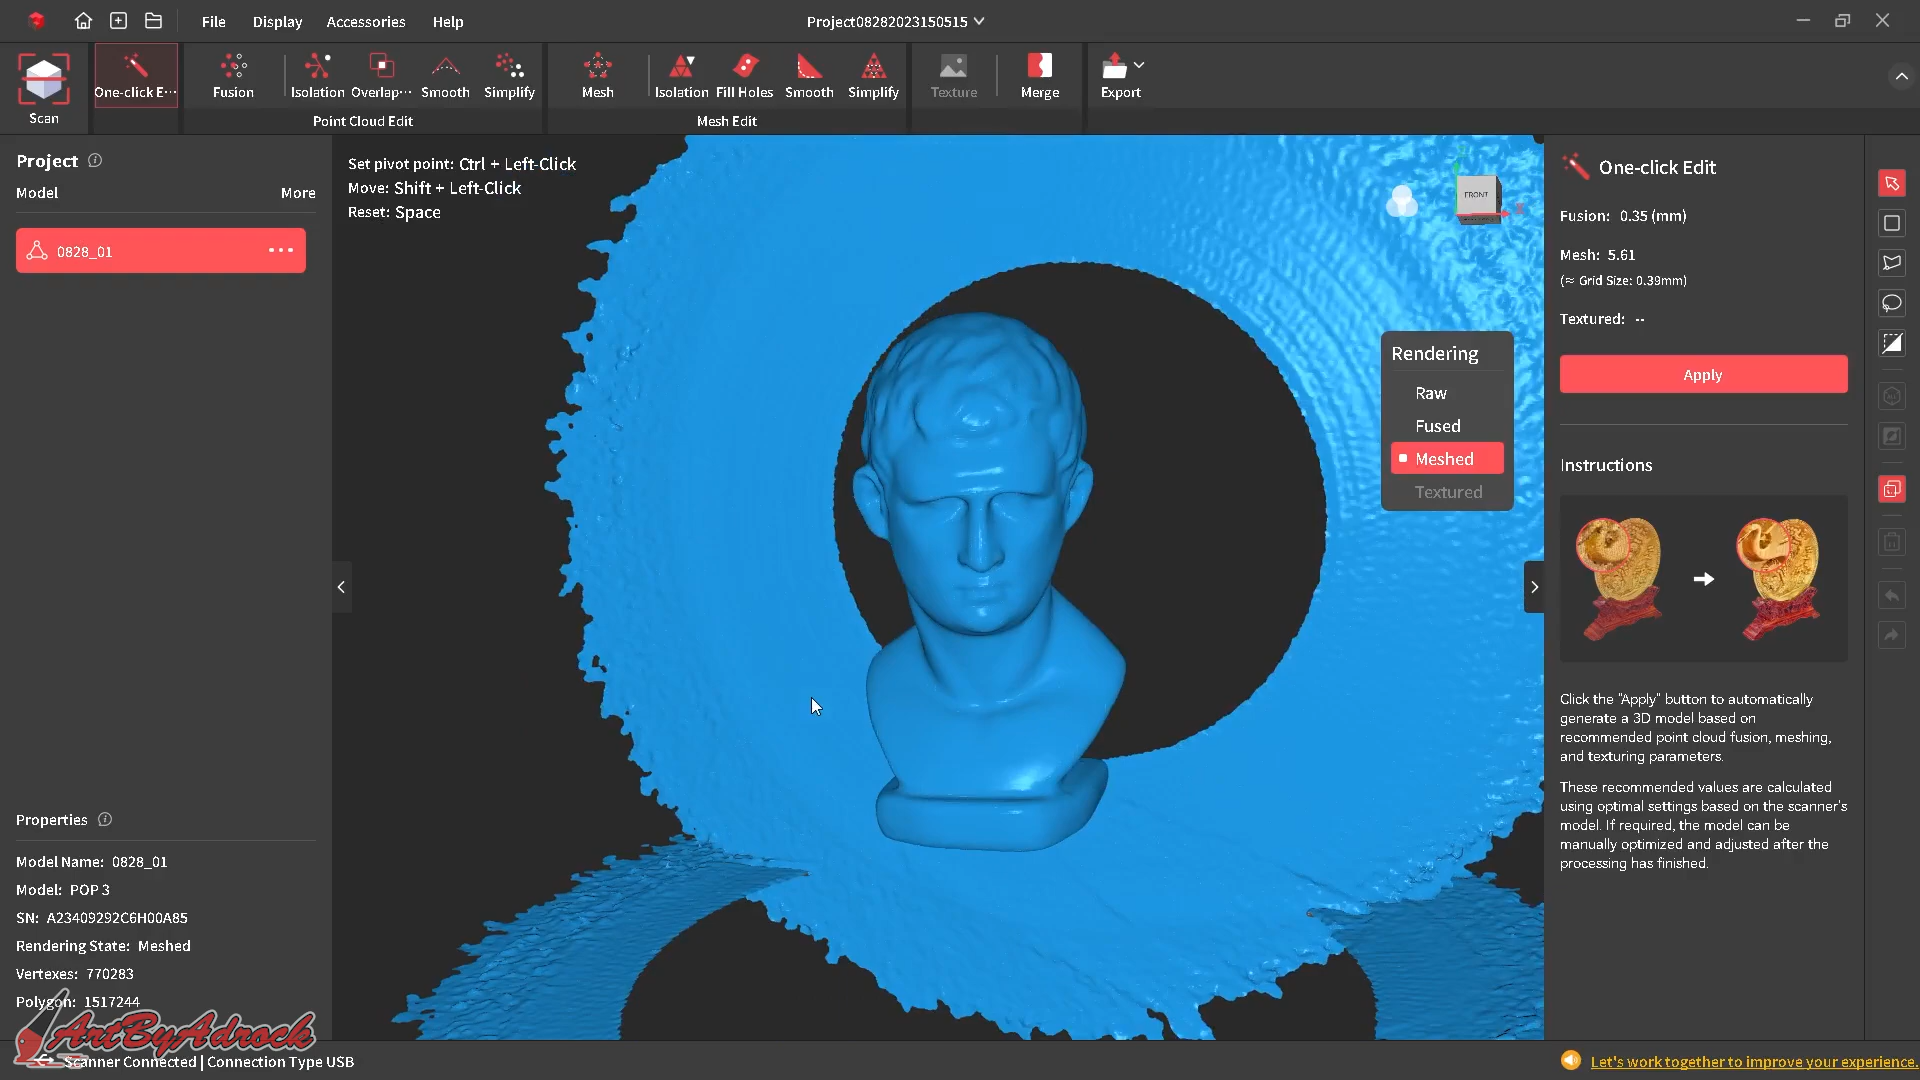 File Display Accessories Help
Project08282023150515
Scan
One-click E···
Fusion
Isolation Overlap··· Smooth Simplify
Point Cloud Edit
Mesh
Isolation Fill Holes Smooth Simplify
Mesh Edit
Texture
Merge
Export
Project
Model More
0828_01
Set pivot point: Ctrl + Left-Click
Move: Shift + Left-Click
Reset: Space
FRONT
Rendering
Raw
Fused
Meshed
Textured
One-click Edit
Fusion: 0.35 (mm)
Mesh: 5.61
(≈ Grid Size: 0.39mm)
Textured: --
Apply
Instructions
Click the "Apply" button to automatically
generate a 3D model based on
recommended point cloud fusion, meshing,
and texturing parameters.
These recommended values are calculated
using optimal settings based on the scanner's
model. If required, the model can be
manually optimized and adjusted after the
processing has finished.
Properties
Model Name: 0828_01
Model: POP 3
SN: A23409292C6H00A85
Rendering State: Meshed
Vertexes: 770283
Polygon: 1517244
ArtByAdrock
Scanner Connected | Connection Type USB
Let's work together to improve your experience.